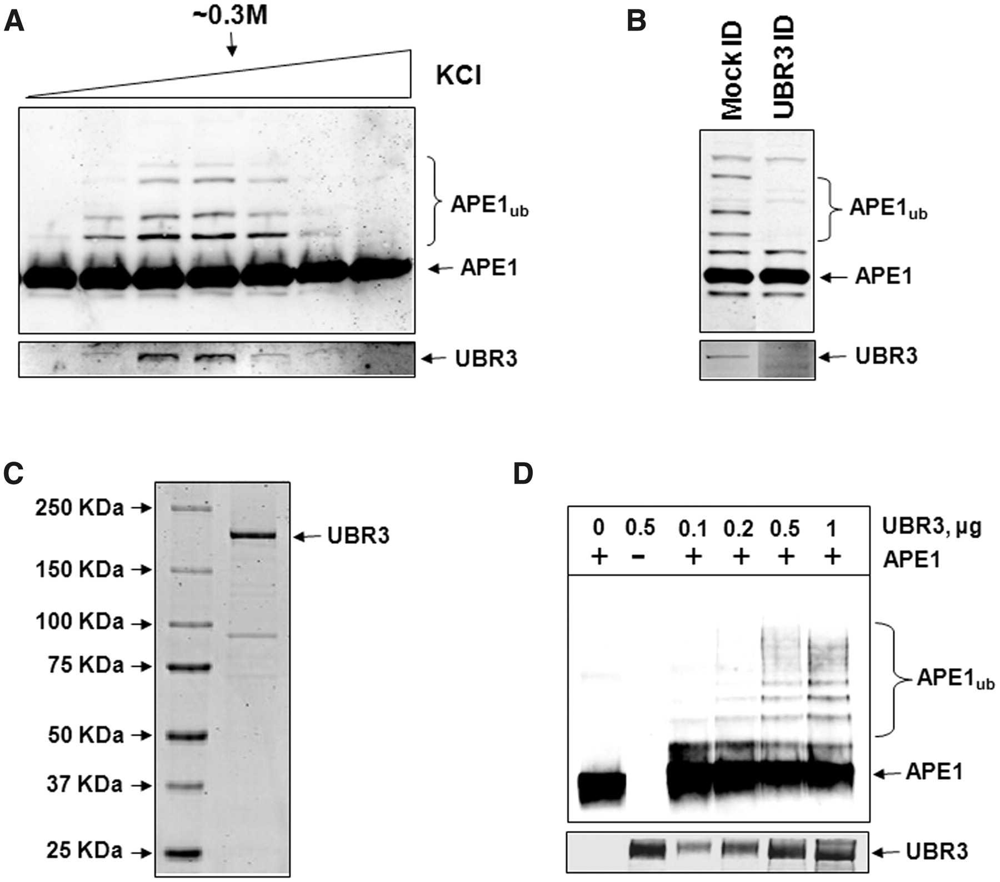 A
~0.3M
KCl
APE1ub
APE1
UBR3
B
Mock ID
UBR3 ID
APE1ub
APE1
UBR3
C
250 KDa
UBR3
150 KDa
100 KDa
75 KDa
50 KDa
37 KDa
25 KDa
D
0 0.5 0.1 0.2 0.5 1 UBR3, µg
+ - + + + + APE1
APE1ub
APE1
UBR3